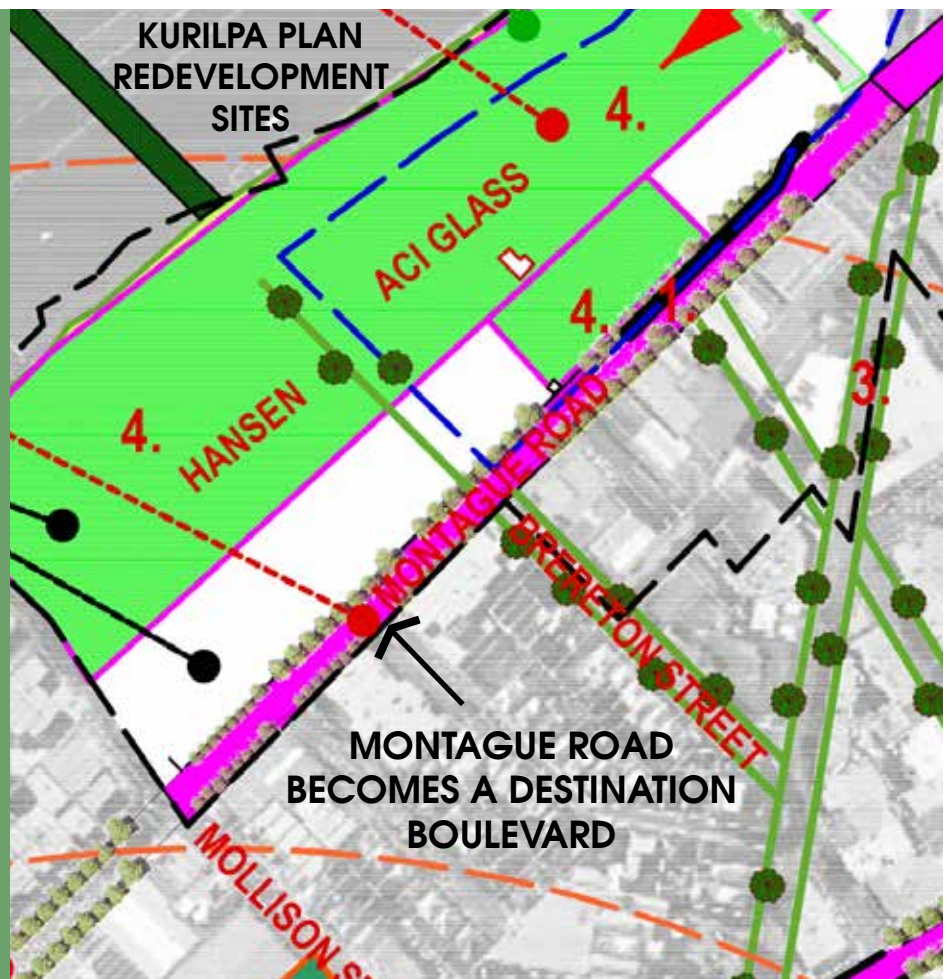 KURILPA PLAN
REDEVELOPMENT
SITES
4.
ACI GLASS
4.
1.
3.
4.
HANSEN
MONTAGUE ROAD
BRERETON STREET
MONTAGUE ROAD
BECOMES A DESTINATION
BOULEVARD
MOLLISON